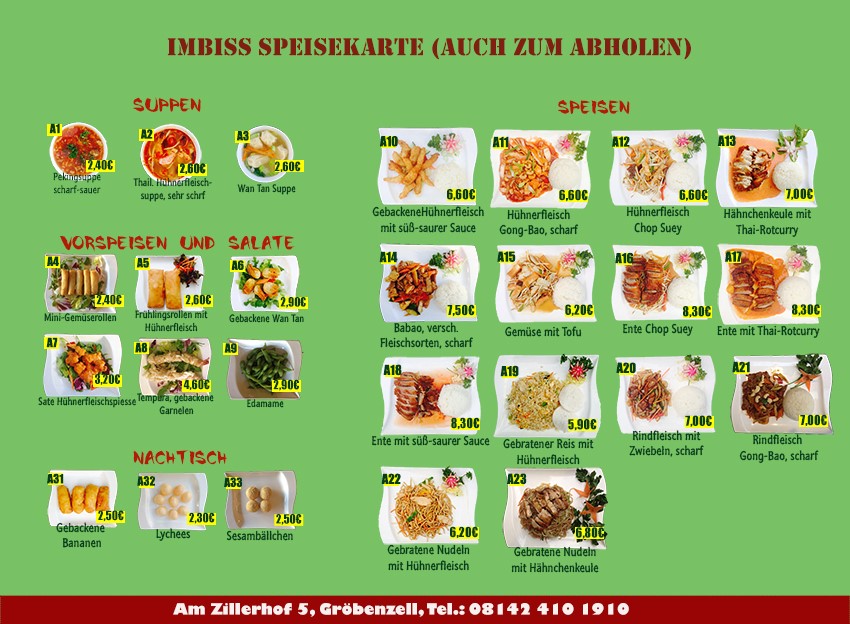 IMBISS SPEISEKARTE (AUCH ZUM ABHOLEN)
SUPPEN
A1
2,40€
Pekingsuppe
scharf-sauer
A2
2,60€
Thail. Hühnerfleisch-
suppe, sehr schrf
A3
2,60€
Wan Tan Suppe
VORSPEISEN UND SALATE
A4
2,40€
Mini-Gemüserollen
A5
2,60€
Frühlingsrollen mit
Hühnerfleisch
A6
2,90€
Gebackene Wan Tan
A7
3,20€
Sate Hühnerfleischspiesse
A8
4,60€
Tempura, gebackene
Garnelen
A9
2,90€
Edamame
NACHTISCH
A31
2,50€
Gebackene
Bananen
A32
2,30€
Lychees
A33
2,50€
Sesambällchen
SPEISEN
A10
6,60€
GebackeneHühnerfleisch
mit süß-saurer Sauce
A11
6,60€
Hühnerfleisch
Gong-Bao, scharf
A12
6,60€
Hühnerfleisch
Chop Suey
A13
7,00€
Hähnchenkeule mit
Thai-Rotcurry
A14
7,50€
Babao, versch.
Fleischsorten, scharf
A15
6,20€
Gemüse mit Tofu
A16
8,30€
Ente Chop Suey
A17
8,30€
Ente mit Thai-Rotcurry
A18
8,30€
Ente mit süß-saurer Sauce
A19
5,90€
Gebratener Reis mit
Hühnerfleisch
A20
7,00€
Rindfleisch mit
Zwiebeln, scharf
A21
7,00€
Rindfleisch
Gong-Bao, scharf
A22
6,20€
Gebratene Nudeln
mit Hühnerfleisch
A23
6,80€
Gebratene Nudeln
mit Hähnchenkeule
Am Zillerhof 5, Gröbenzell, Tel.: 08142 410 1910